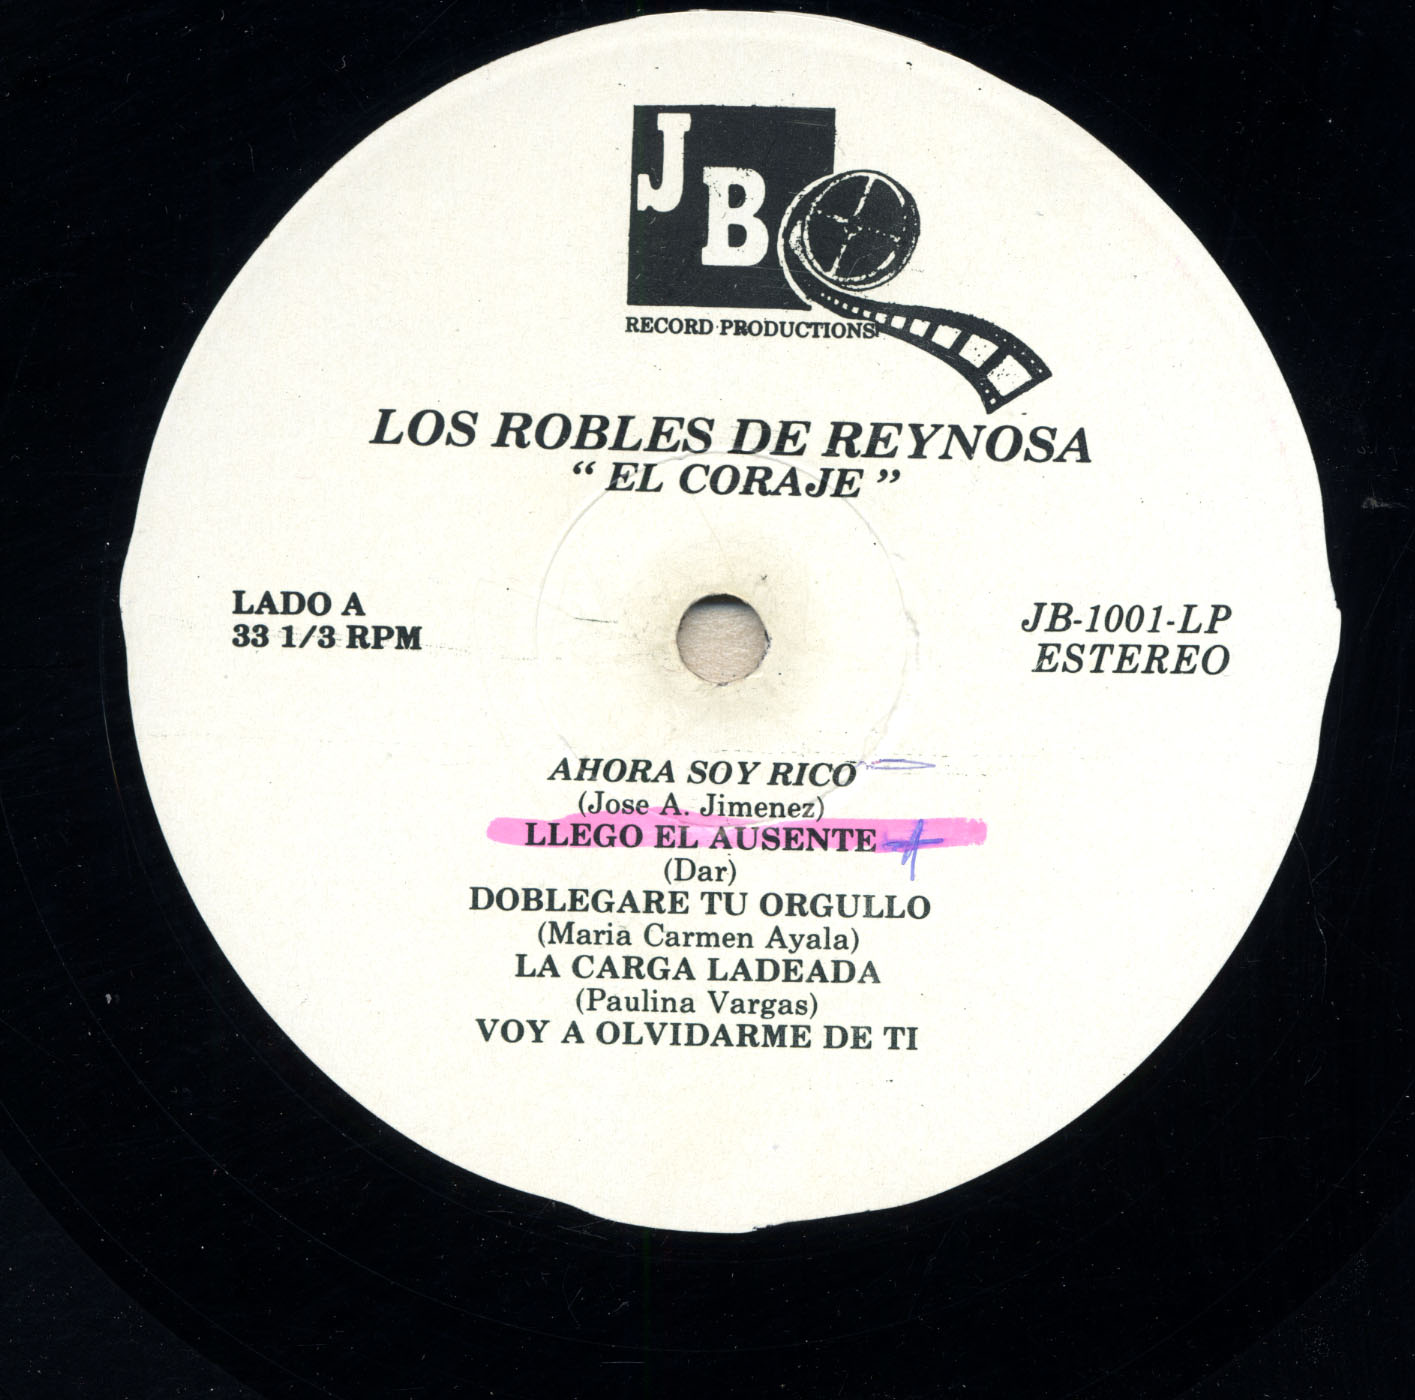 JB
RECORD PRODUCTIONS
LOS ROBLES DE REYNOSA
“ EL CORAJE ”
LADO A
33 1/3 RPM
JB-1001-LP
ESTEREO
AHORA SOY RICO
(Jose A. Jimenez)
LLEGO EL AUSENTE
(Dar)
DOBLEGARE TU ORGULLO
(Maria Carmen Ayala)
LA CARGA LADEADA
(Paulina Vargas)
VOY A OLVIDARME DE TI